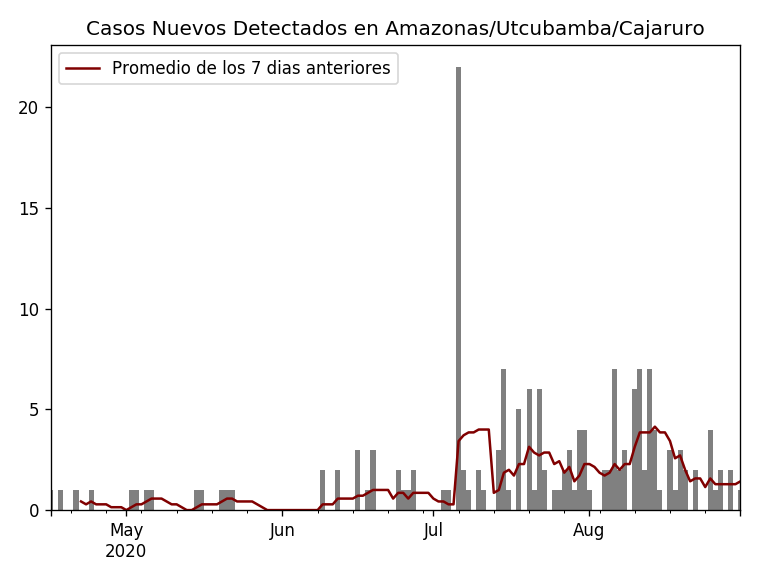 Casos Nuevos Detectados en Amazonas/Utcubamba/Cajaruro
Promedio de los 7 dias anteriores
20
15
10
5
0
May Jun Jul Aug
2020